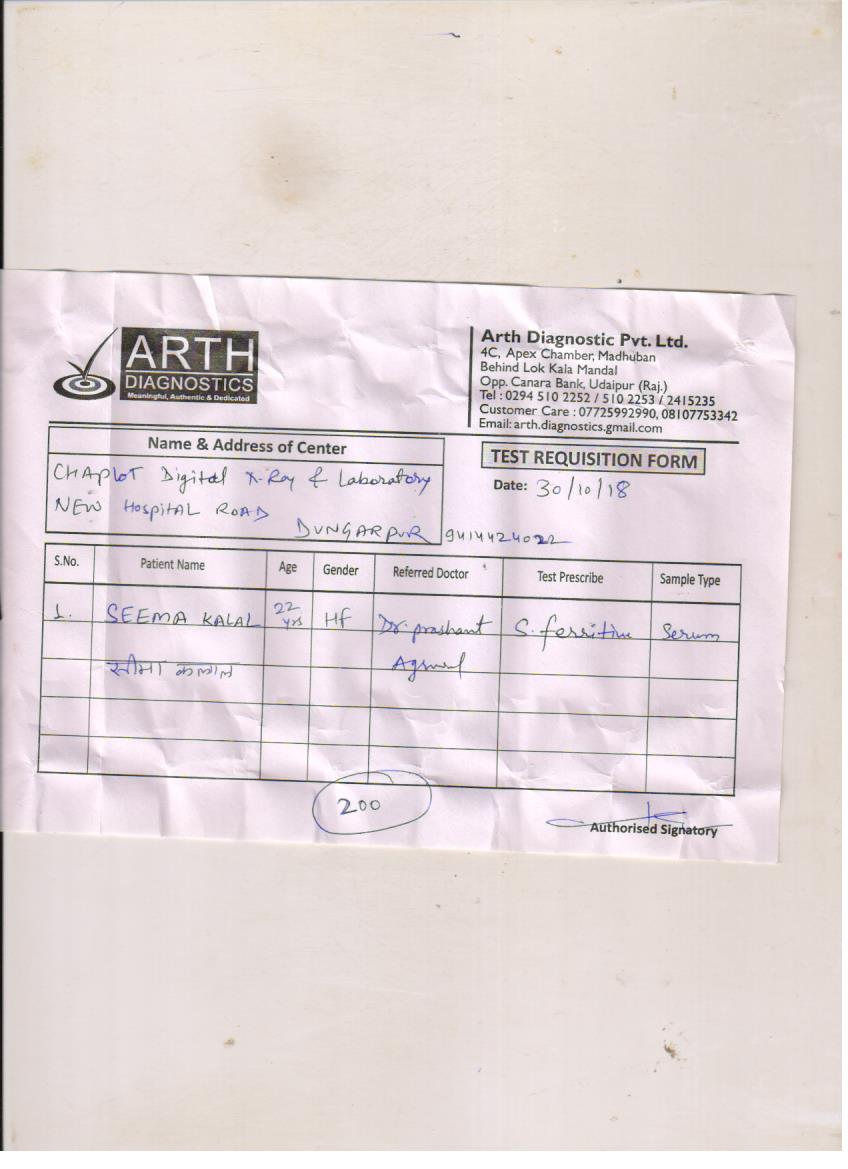 ARTH
DIAGNOSTICS
Meaningful, Authentic & Dedicated
Arth Diagnostic Pvt. Ltd.
4C, Apex Chamber, Madhuban
Behind Lok Kala Mandal
Opp. Canara Bank, Udaipur (Raj.)
Tel : 0294 510 2252 / 510 2253 / 2415235
Customer Care : 07725992990, 08107753342
Email: arth.diagnostics.gmail.com
Name & Address of Center
CHAPLOT Digital X-Ray & Laboratory
NEW Hospital ROAD
DUNGARPUR 9414424022
TEST REQUISITION FORM
Date: 30/10/18
S.No. Patient Name Age Gender Referred Doctor Test Prescribe Sample Type
1. SEEMA KALAL 22 yrs Dr. prashant S. ferritine Serum
सीमा कलाल
200
Authorised Signatory